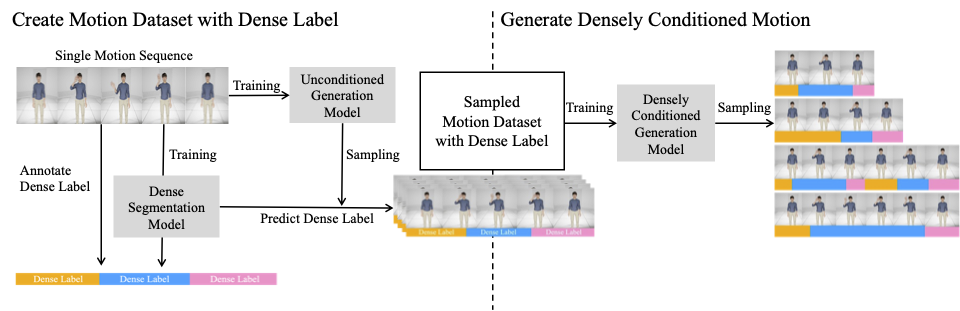 Create Motion Dataset with Dense Label
Generate Densely Conditioned Motion
Single Motion Sequence
Training
Unconditioned
Generation
Model
Annotate
Dense Label
Training
Sampling
Dense
Segmentation
Model
Predict Dense Label
Dense Label
Dense Label
Dense Label
Sampled
Motion Dataset
with Dense Label
Training
Densely
Conditioned
Generation
Model
Sampling
Dense Label
Dense Label
Dense Label